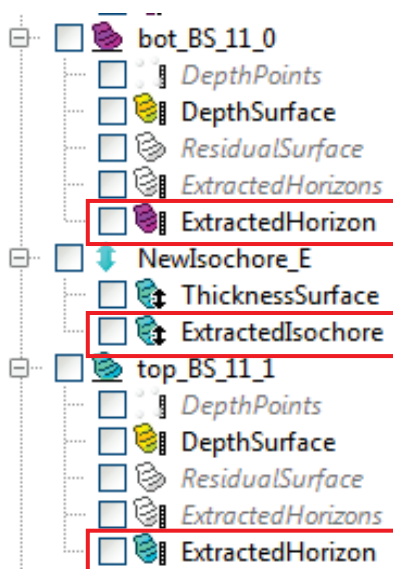 bot_BS_11_0
DepthPoints
DepthSurface
ResidualSurface
ExtractedHorizons
ExtractedHorizon
NewIsochore_E
ThicknessSurface
ExtractedIsochore
top_BS_11_1
DepthPoints
DepthSurface
ResidualSurface
ExtractedHorizons
ExtractedHorizon